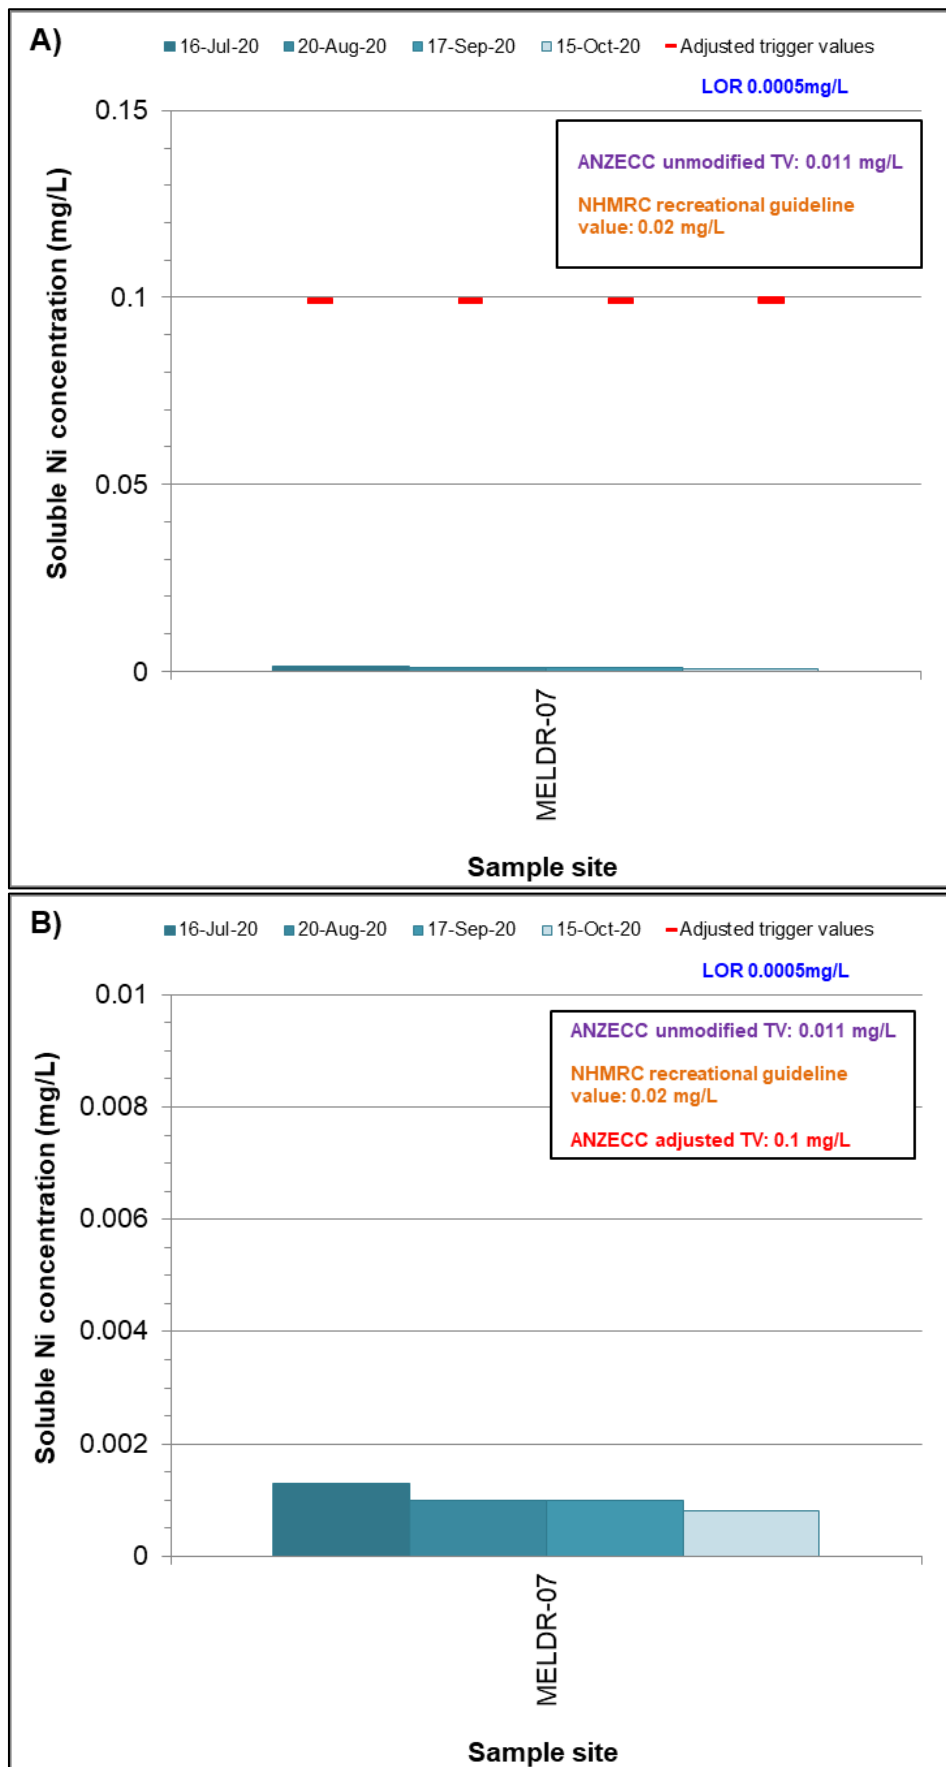 A)
16-Jul-20 20-Aug-20 17-Sep-20 15-Oct-20 Adjusted trigger values
LOR 0.0005mg/L
ANZECC unmodified TV: 0.011 mg/L
NHMRC recreational guideline
value: 0.02 mg/L
0.15
0.1
0.05
0
Soluble Ni concentration (mg/L)
MELDR-07
Sample site
B)
16-Jul-20 20-Aug-20 17-Sep-20 15-Oct-20 Adjusted trigger values
LOR 0.0005mg/L
ANZECC unmodified TV: 0.011 mg/L
NHMRC recreational guideline
value: 0.02 mg/L
ANZECC adjusted TV: 0.1 mg/L
0.01
0.008
0.006
0.004
0.002
0
Soluble Ni concentration (mg/L)
MELDR-07
Sample site